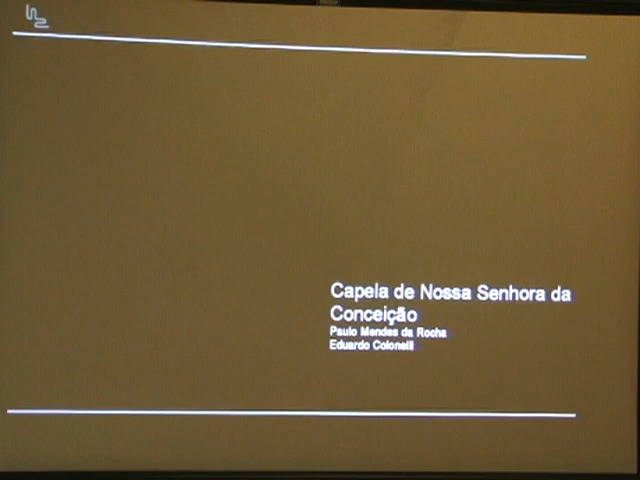 Capela de Nossa Senhora da
Conceição
Paulo Mendes da Rocha
Eduardo Colonelli